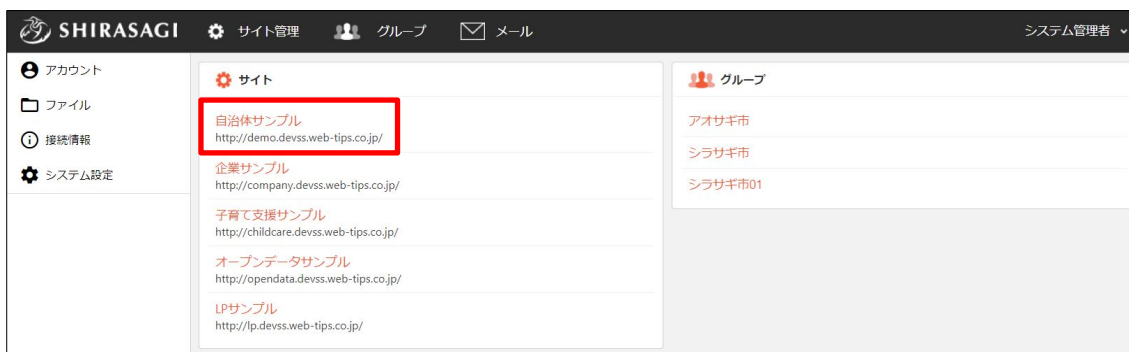 SHIRASAGI サイト管理 グループ メール システム管理者
アカウント
ファイル
接続情報
システム設定
サイト
自治体サンプル
http://demo.devss.web-tips.co.jp/
企業サンプル
http://company.devss.web-tips.co.jp/
子育て支援サンプル
http://childcare.devss.web-tips.co.jp/
オープンデータサンプル
http://opendata.devss.web-tips.co.jp/
LPサンプル
http://lp.devss.web-tips.co.jp/
グループ
アオサギ市
シラサギ市
シラサギ市01